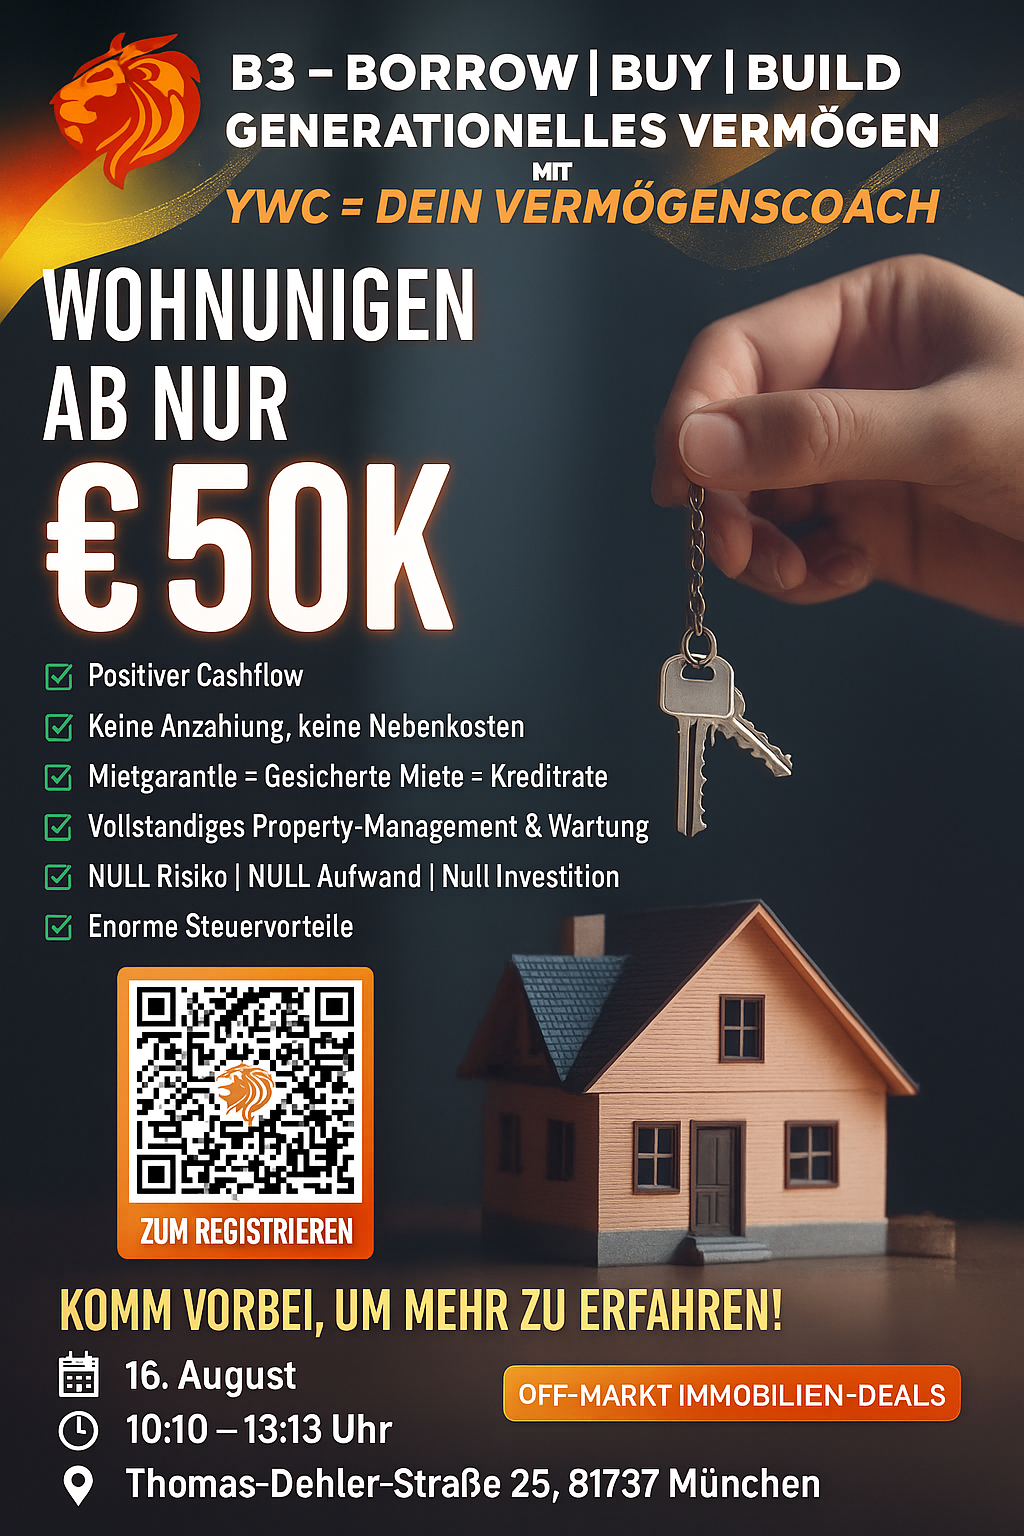 B3 – BORROW | BUY | BUILD
GENERATIONELLES VERMÖGEN
MIT
YWC = DEIN VERMÖGENSCOACH
WOHNUNIGEN
AB NUR
€ 50K
Positiver Cashflow
Keine Anzahiung, keine Nebenkosten
Mietgarantle = Gesicherte Miete = Kreditrate
Vollstandiges Property-Management & Wartung
NULL Risiko | NULL Aufwand | Null Investition
Enorme Steuervorteile
ZUM REGISTRIEREN
KOMM VORBEI, UM MEHR ZU ERFAHREN!
16. August
10:10 – 13:13 Uhr
Thomas-Dehler-Straße 25, 81737 München
OFF-MARKT IMMOBILIEN-DEALS